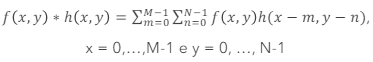 f(x,y) ∗ h(x,y) = ∑_{m=0}^{M−1} ∑_{n=0}^{N−1} f(x,y)h(x − m, y − n),
x = 0,...,M-1 e y = 0, ..., N-1